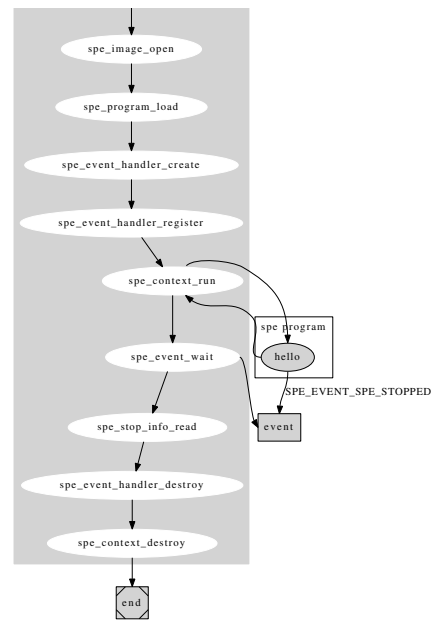 spe_image_open
spe_program_load
spe_event_handler_create
spe_event_handler_register
spe_context_run
spe program
spe_event_wait
hello
SPE_EVENT_SPE_STOPPED
spe_stop_info_read
event
spe_event_handler_destroy
spe_context_destroy
end